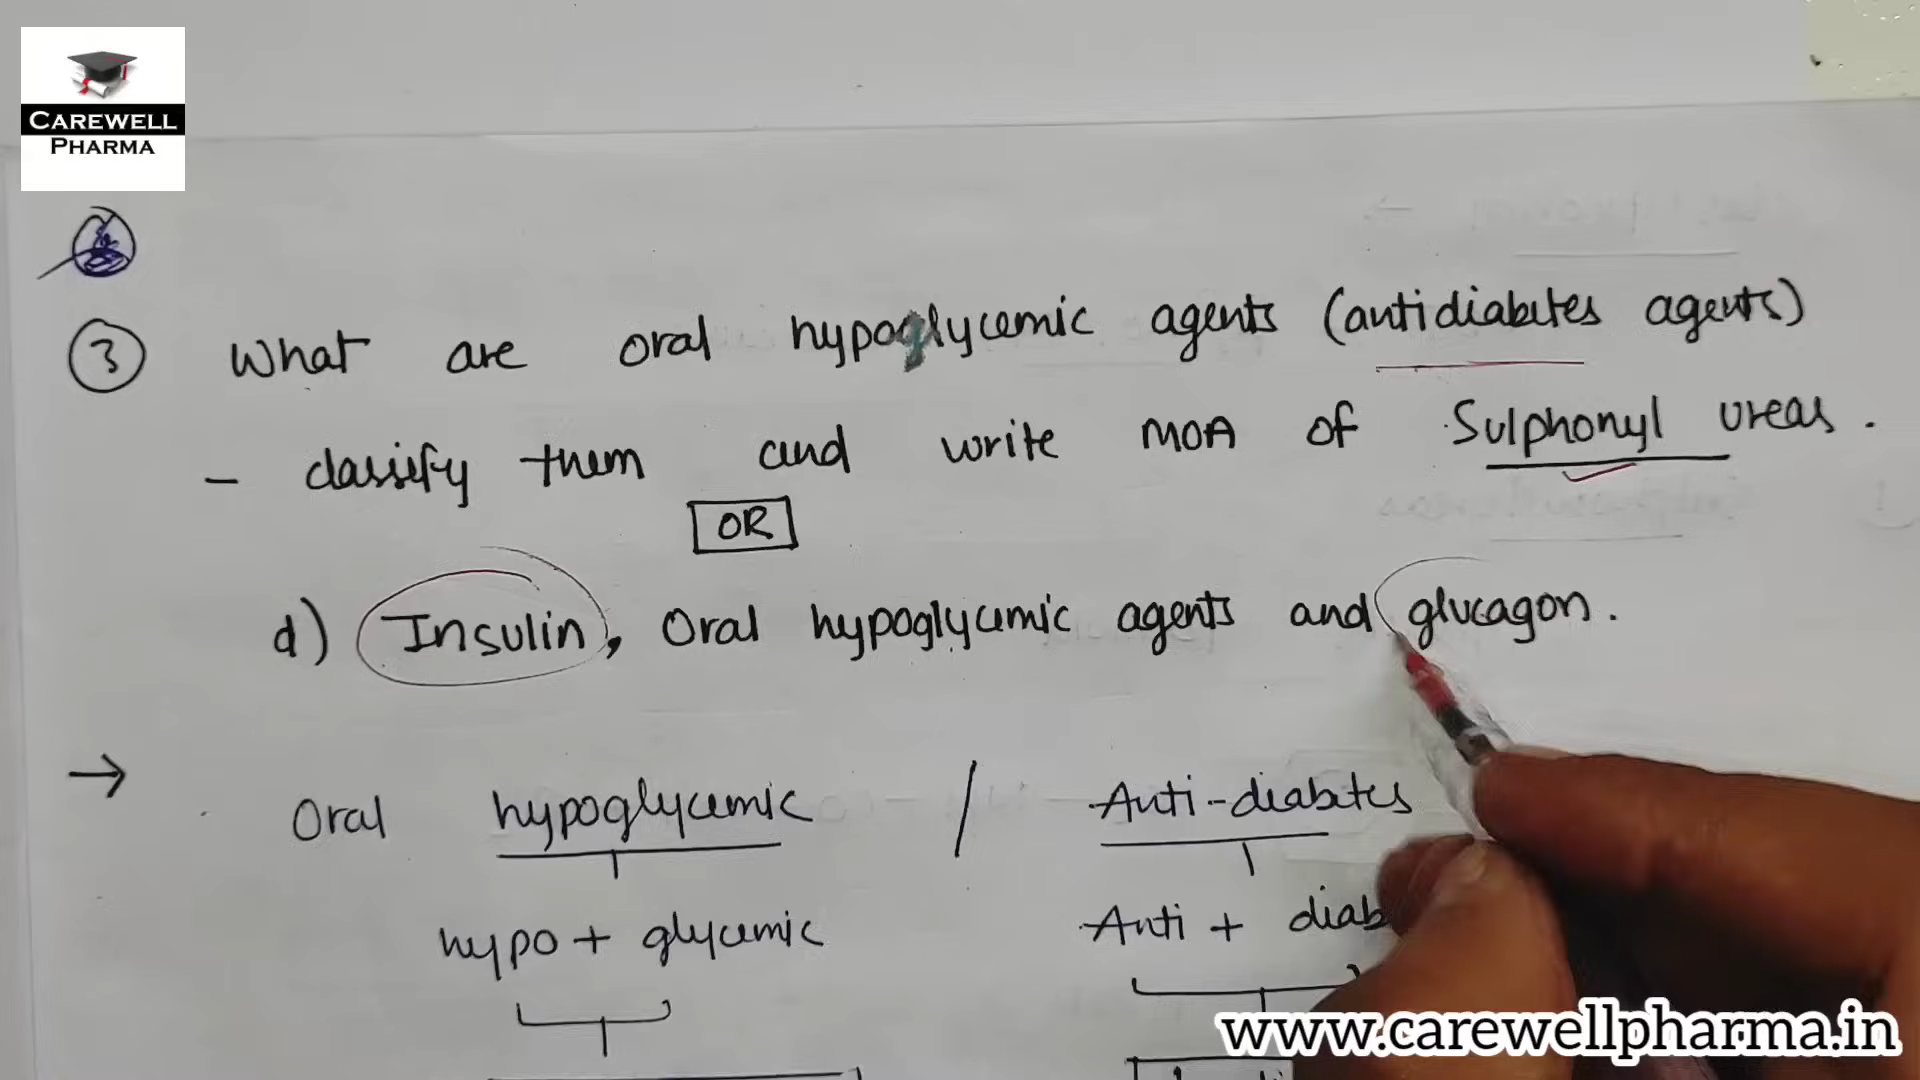 CAREWELL
PHARMA
3 What are oral hypoglycemic agents (antidiabetes agents)
- classify them and write MOA of Sulphonyl ureas.
OR
d) Insulin, Oral hypoglycemic agents and glucagon.
→ Oral hypoglycemic / Anti-diabetes
hypo + glycemic Anti + diab
www.carewellpharma.in